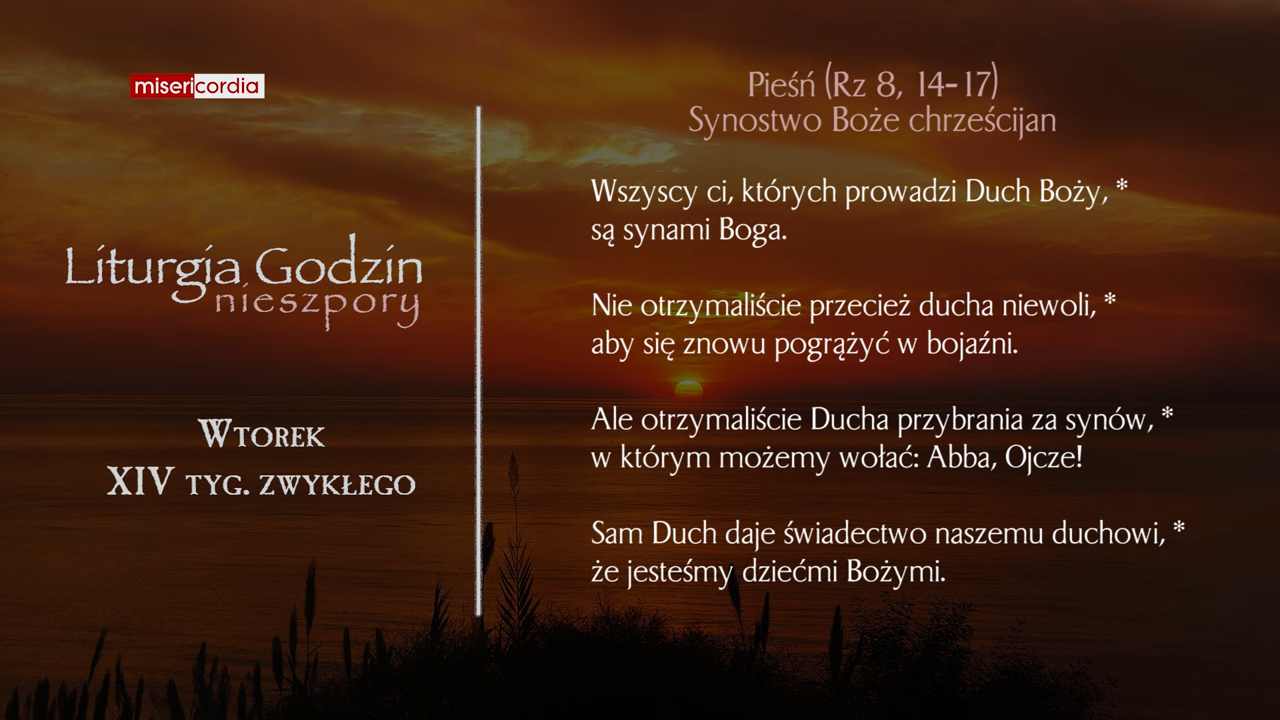 misericordia
Liturgia Godzin
nieszpory
Wtorek
XIV tyg. zwykłego
Pieśń (Rz 8, 14-17)
Synostwo Boże chrześcijan
Wszyscy ci, których prowadzi Duch Boży, *
są synami Boga.
Nie otrzymaliście przecież ducha niewoli, *
aby się znowu pogrążyć w bojaźni.
Ale otrzymaliście Ducha przybrania za synów, *
w którym możemy wołać: Abba, Ojcze!
Sam Duch daje świadectwo naszemu duchowi, *
że jesteśmy dziećmi Bożymi.